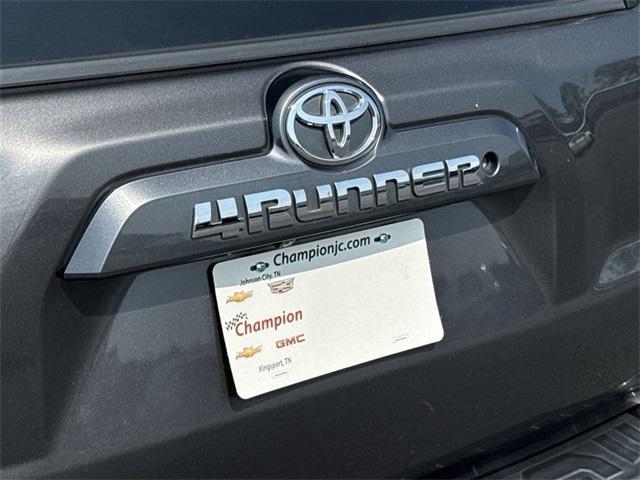 4RUNNER
Championjc.com
Johnson City, TN
Champion
GMC
Kingsport, TN